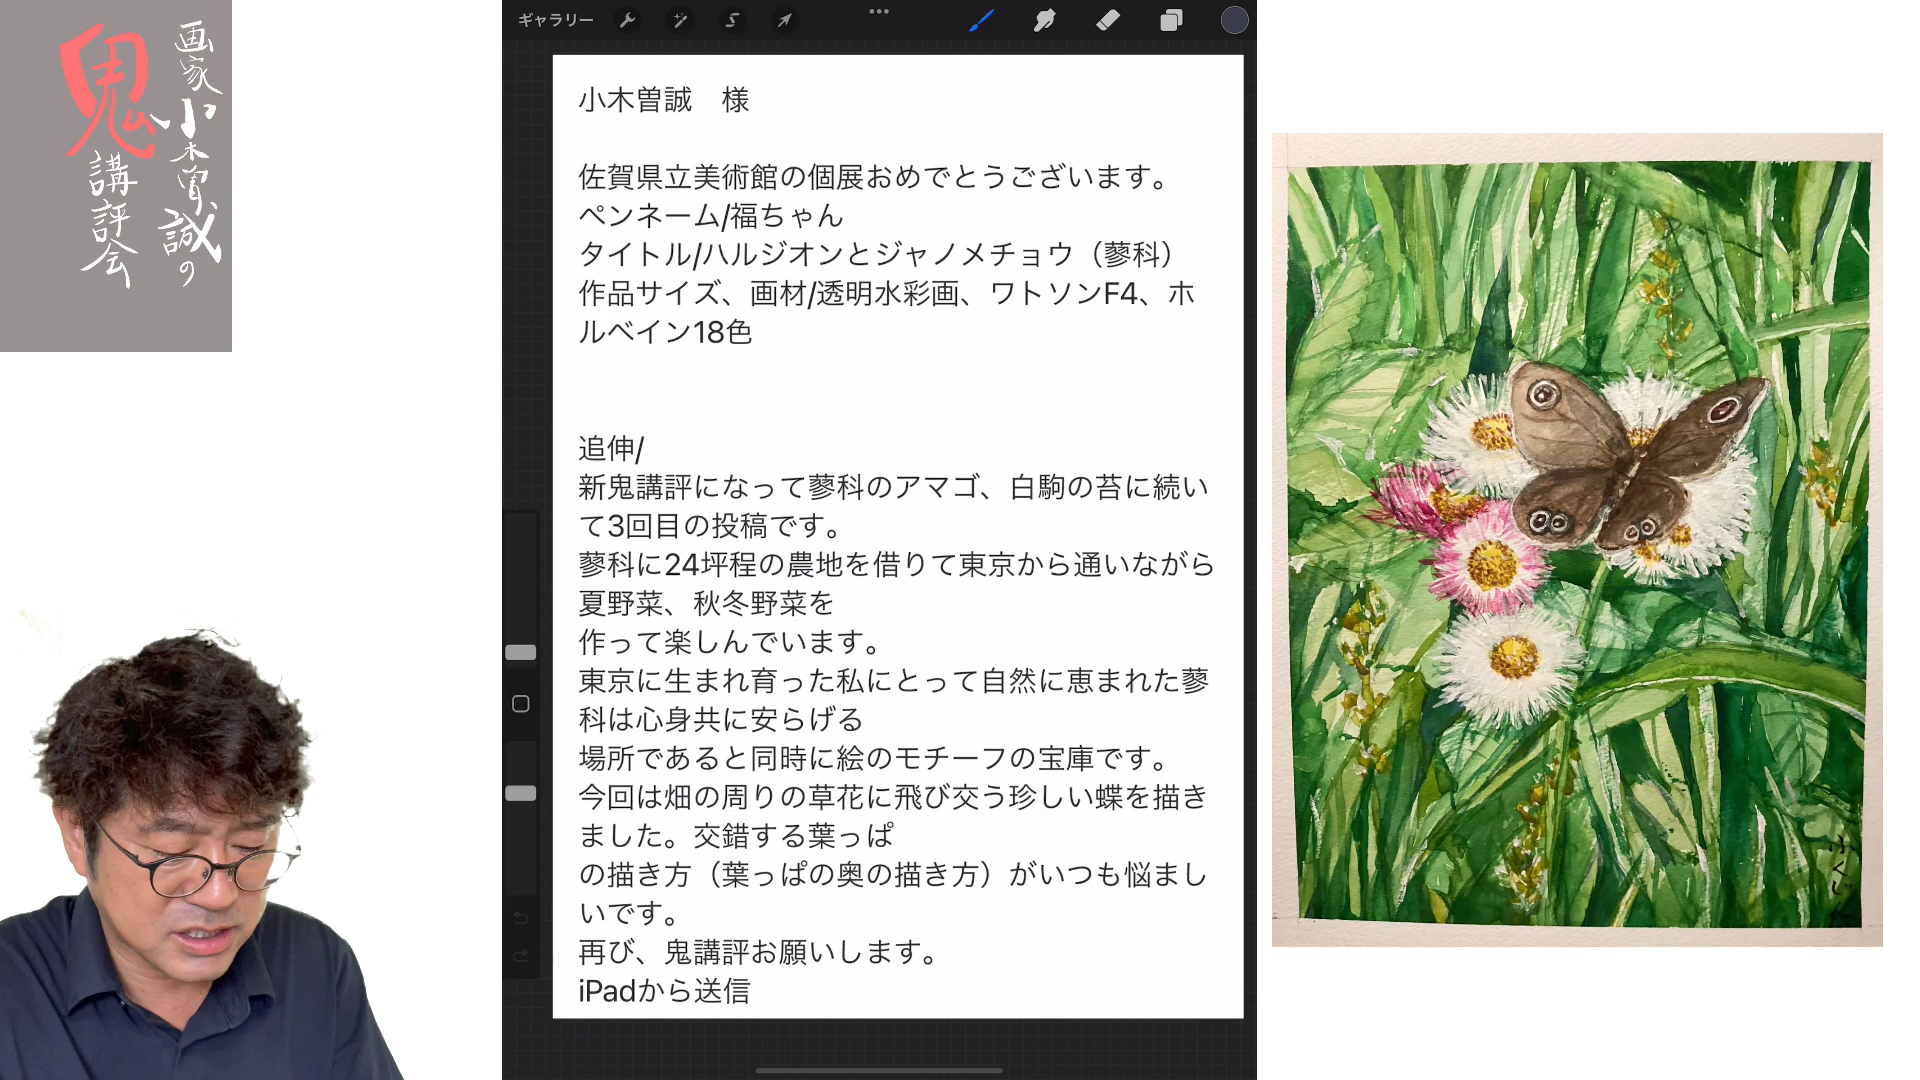 画家小木曽誠の
鬼
講評会
ギャラリー
小木曽誠　様
佐賀県立美術館の個展おめでとうございます。
ペンネーム/福ちゃん
タイトル/ハルジオンとジャノメチョウ（蓼科）
作品サイズ、画材/透明水彩画、ワトソンF4、ホ
ルベイン18色
追伸/
新鬼講評になって蓼科のアマゴ、白駒の苔に続い
て3回目の投稿です。
蓼科に24坪程の農地を借りて東京から通いながら
夏野菜、秋冬野菜を
作って楽しんでいます。
東京に生まれ育った私にとって自然に恵まれた蓼
科は心身共に安らげる
場所であると同時に絵のモチーフの宝庫です。
今回は畑の周りの草花に飛び交う珍しい蝶を描き
ました。交錯する葉っぱ
の描き方（葉っぱの奥の描き方）がいつも悩まし
いです。
再び、鬼講評お願いします。
iPadから送信